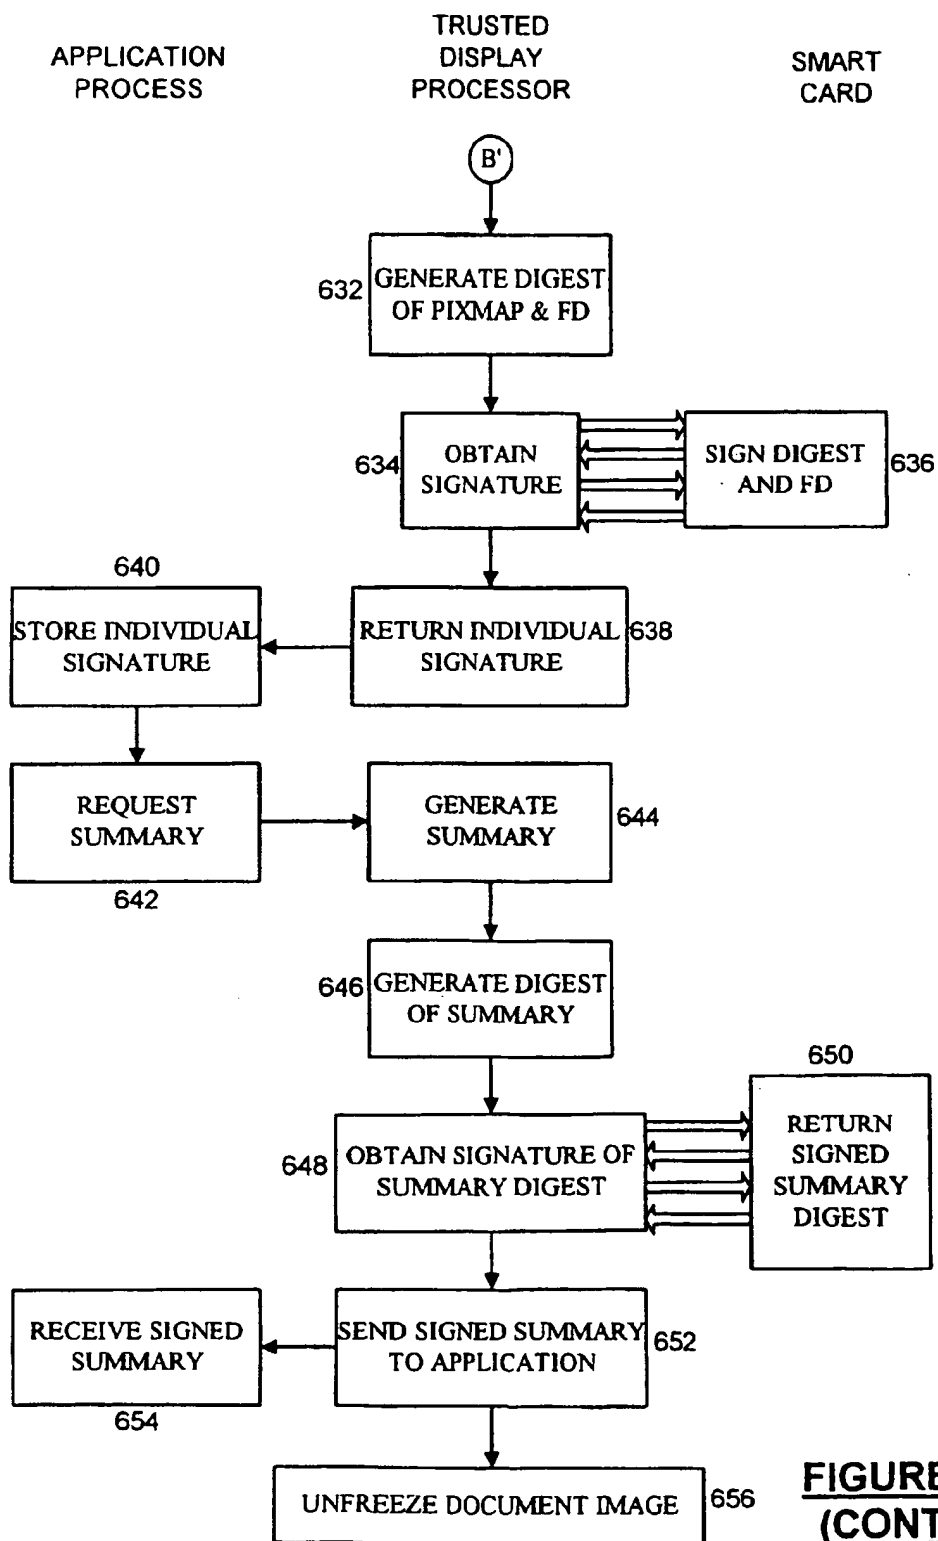 APPLICATION
PROCESS
TRUSTED
DISPLAY
PROCESSOR
SMART
CARD
B'
632
GENERATE DIGEST
OF PIXMAP & FD
634
OBTAIN
SIGNATURE
SIGN DIGEST
AND FD
636
640
STORE INDIVIDUAL
SIGNATURE
RETURN INDIVIDUAL
SIGNATURE
638
REQUEST
SUMMARY
642
GENERATE
SUMMARY
644
646
GENERATE DIGEST
OF SUMMARY
648
OBTAIN SIGNATURE OF
SUMMARY DIGEST
650
RETURN
SIGNED
SUMMARY
DIGEST
RECEIVE SIGNED
SUMMARY
654
SEND SIGNED SUMMARY
TO APPLICATION
652
UNFREEZE DOCUMENT IMAGE
656
FIGURE
(CONT